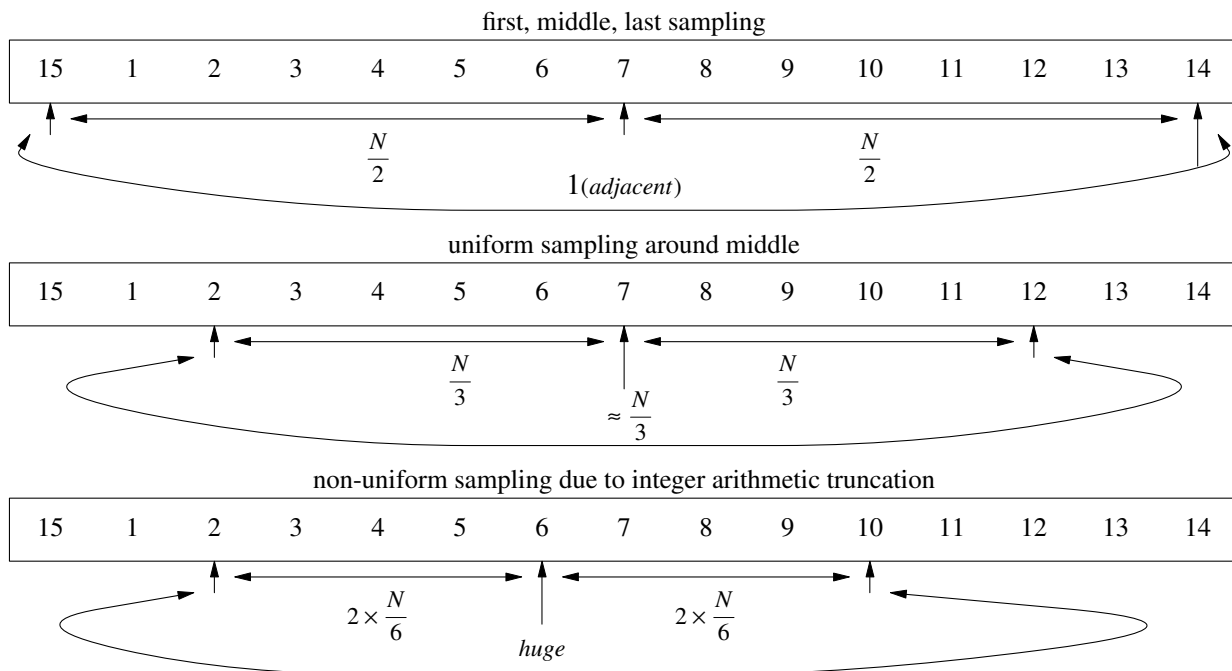 first, middle, last sampling
15 1 2 3 4 5 6 7 8 9 10 11 12 13 14
N/2 N/2
1(adjacent)
uniform sampling around middle
15 1 2 3 4 5 6 7 8 9 10 11 12 13 14
N/3 N/3
≈ N/3
non-uniform sampling due to integer arithmetic truncation
15 1 2 3 4 5 6 7 8 9 10 11 12 13 14
2 × N/6 2 × N/6
huge